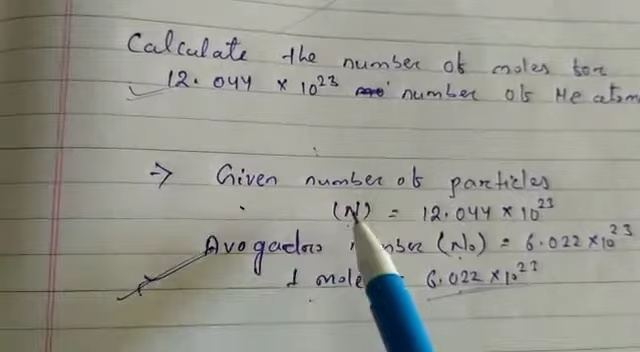 Calculate the number of moles for
12.044 × 10²³ number of He atom
→ Given number of particles
(N) = 12.044 × 10²³
Avogadro number (N₀) = 6.022 × 10²³
1 mole 6.022 × 10²³